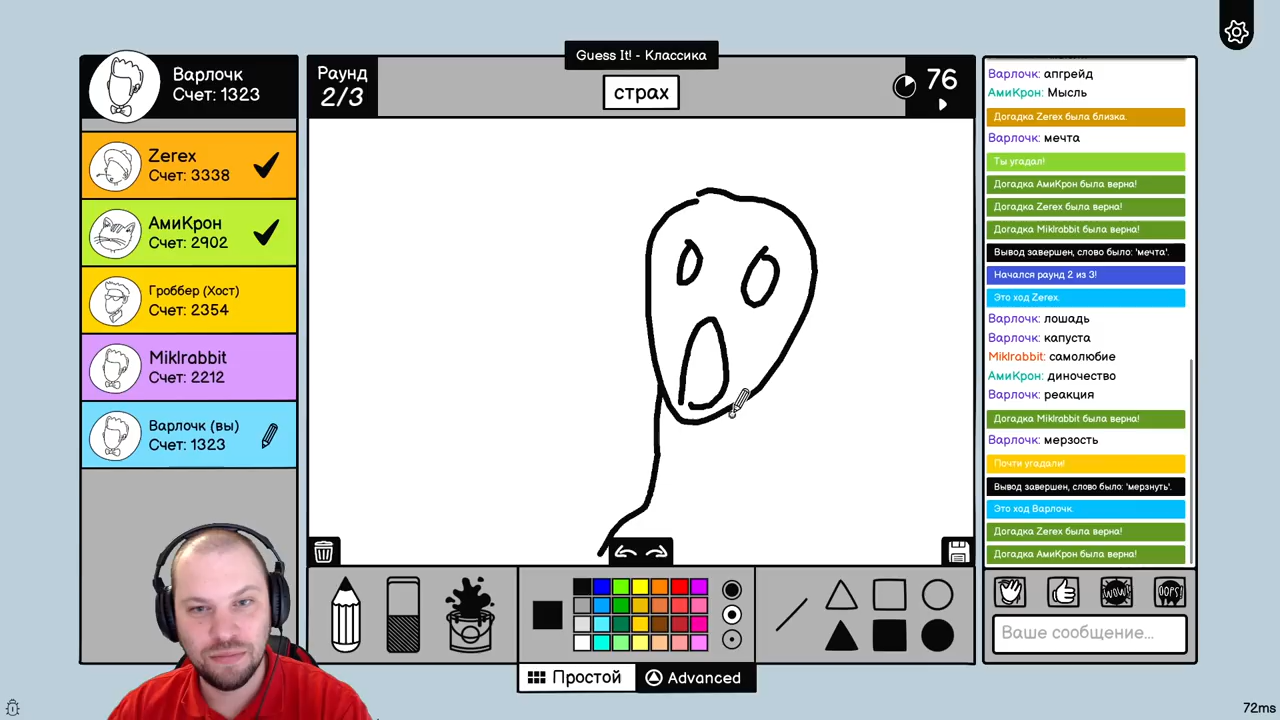 Guess It! - Классика
Варлочк
Счет: 1323
Раунд
2/3
страх
76
Zerex
Счет: 3338
АмиКрон
Счет: 2902
Гроббер (Хост)
Счет: 2354
Miklrabbit
Счет: 2212
Варлочк (вы)
Счет: 1323
Варлочк: апгрейд
АмиКрон: Мысль
Догадка Zerex была близка.
Варлочк: мечта
Ты угадал!
Догадка АмиКрон была верна!
Догадка Zerex была верна!
Догадка Miklrabbit была верна!
Вывод завершен, слово было: 'мечта'.
Начался раунд 2 из 3!
Это ход Zerex.
Варлочк: лошадь
Варлочк: капуста
Miklrabbit: самолюбие
АмиКрон: диночество
Варлочк: реакция
Догадка Miklrabbit была верна!
Варлочк: мерзость
Почти угадали!
Вывод завершен, слово было: 'мерзнуть'.
Это ход Варлочк.
Догадка Zerex была верна!
Догадка АмиКрон была верна!
WOW!
OOPS!
Ваше сообщение...
Простой
Advanced
72ms